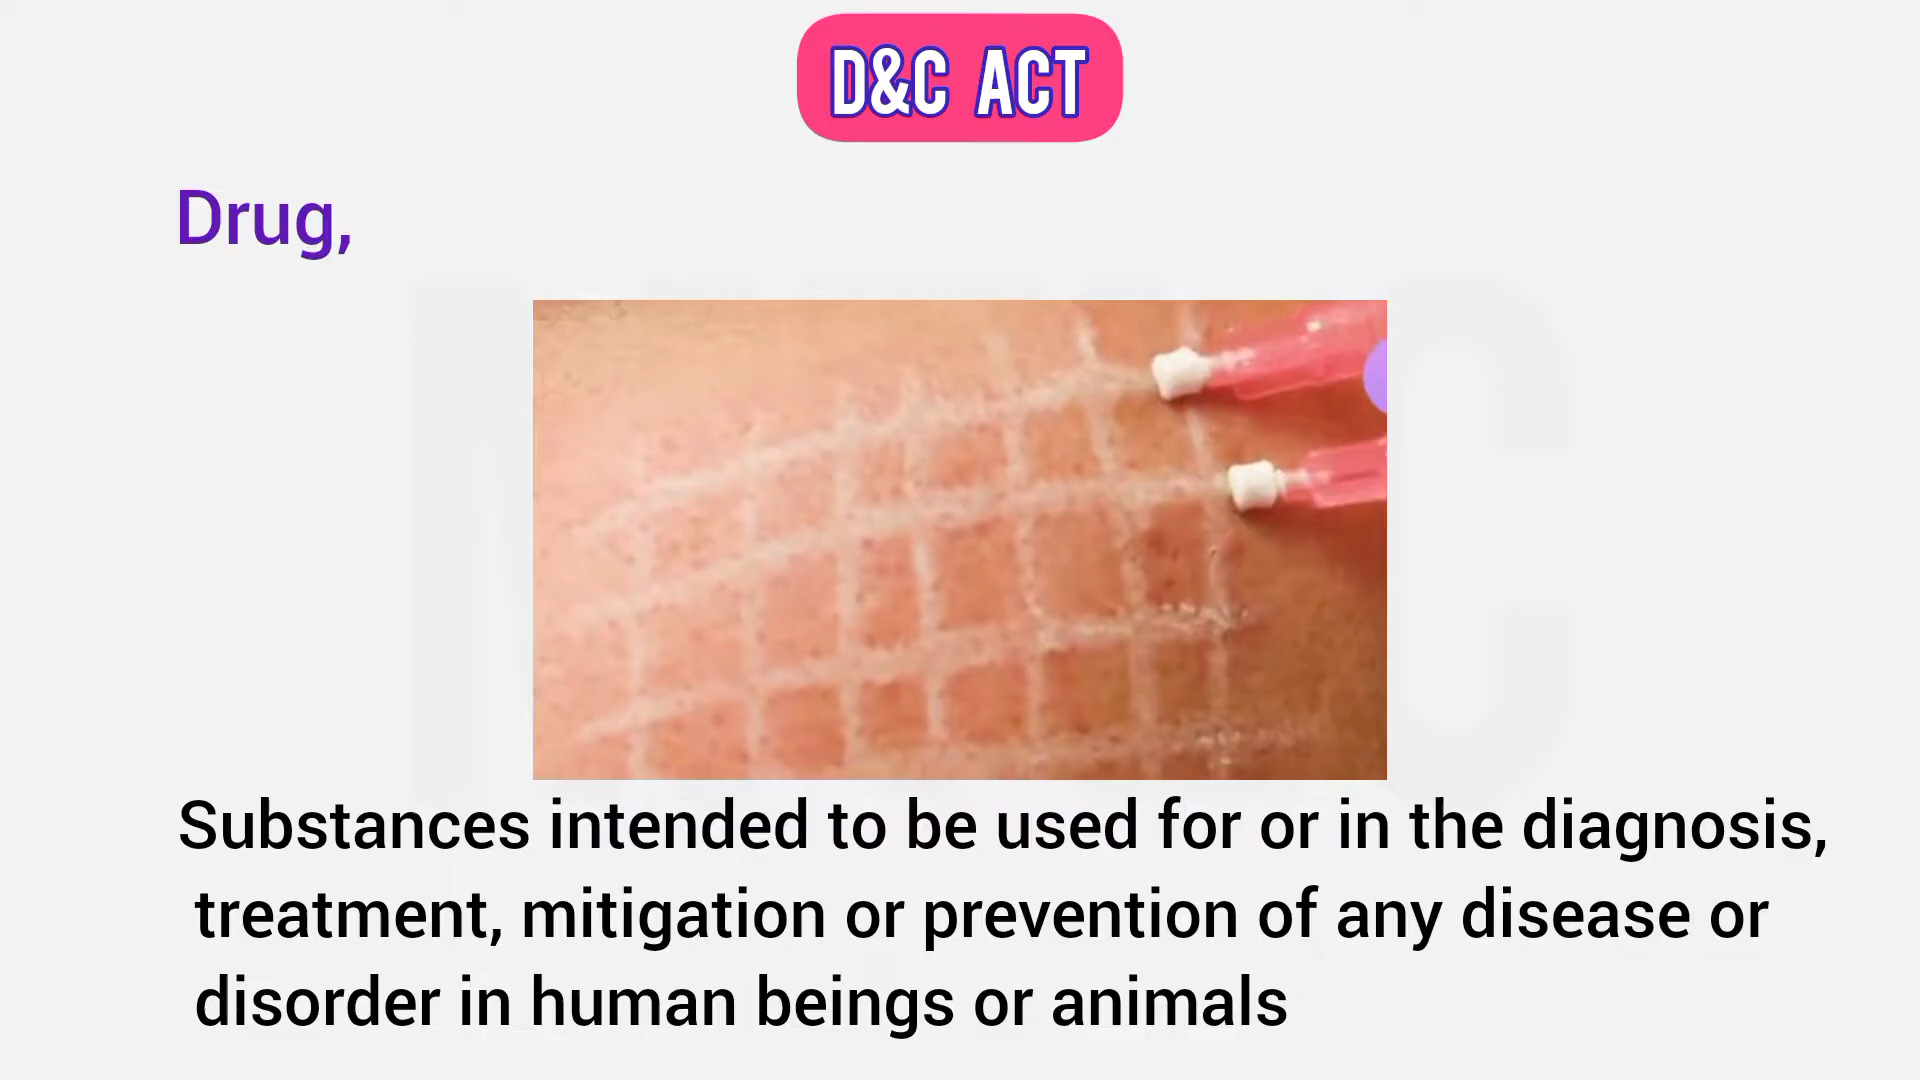 D&C ACT
Drug,
Substances intended to be used for or in the diagnosis,
treatment, mitigation or prevention of any disease or
disorder in human beings or animals